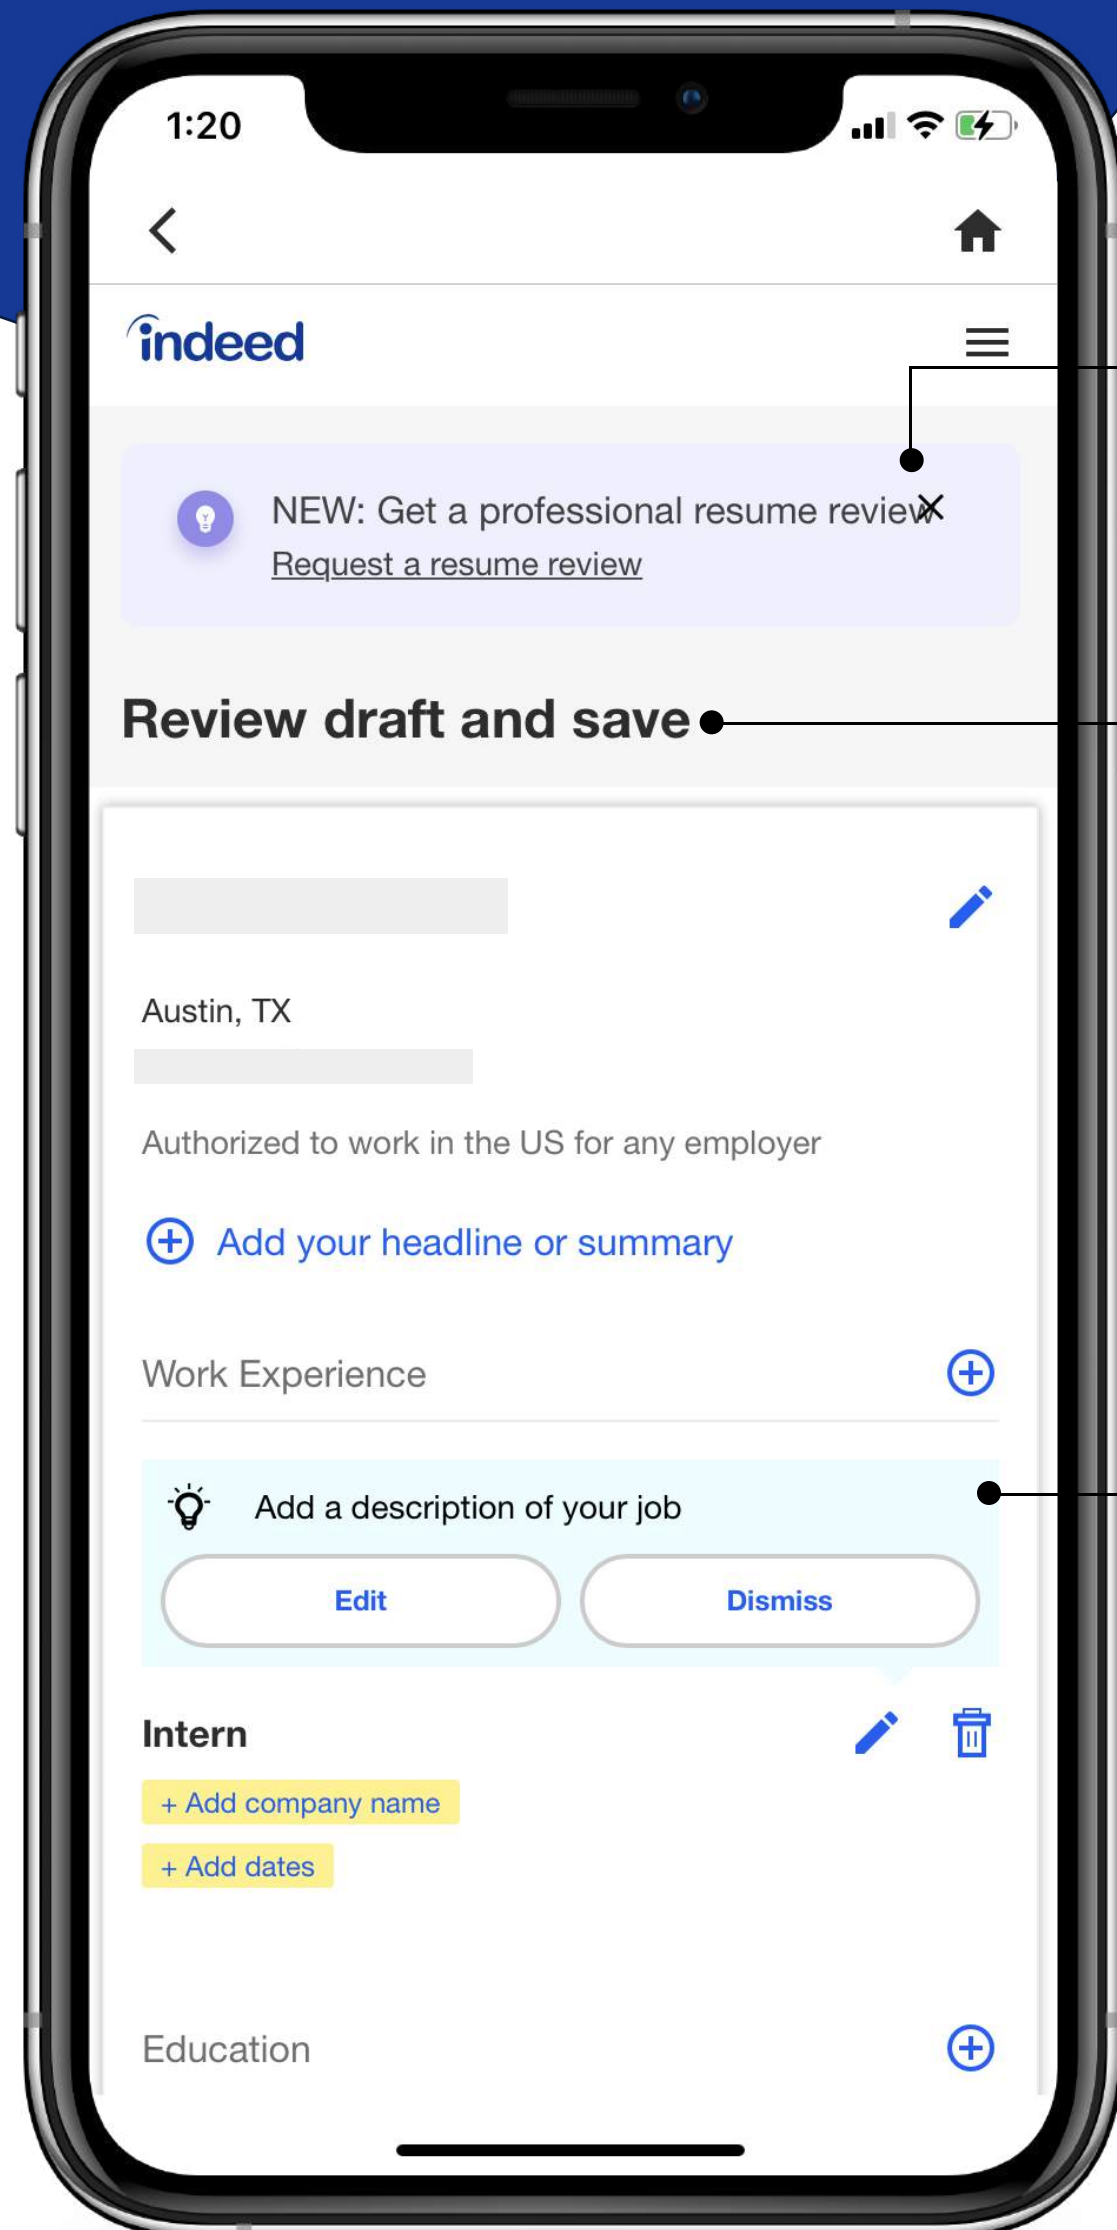 1:20
indeed
NEW: Get a professional resume review
Request a resume review
Review draft and save
Austin, TX
Authorized to work in the US for any employer
Add your headline or summary
Work Experience
Add a description of your job
Edit Dismiss
Intern
+ Add company name
+ Add dates
Education